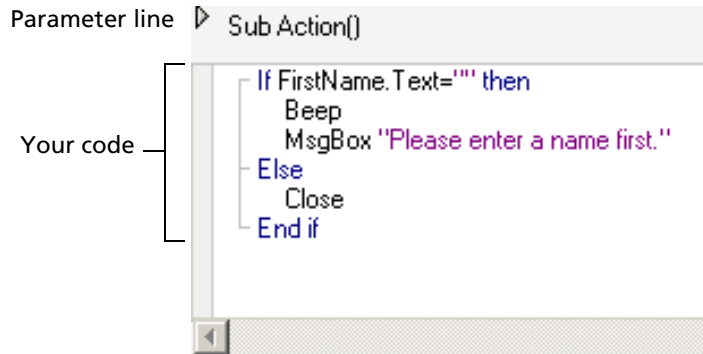 Parameter line
Sub Action()
Your code
If FirstName.Text="" then
Beep
MsgBox "Please enter a name first."
Else
Close
End if